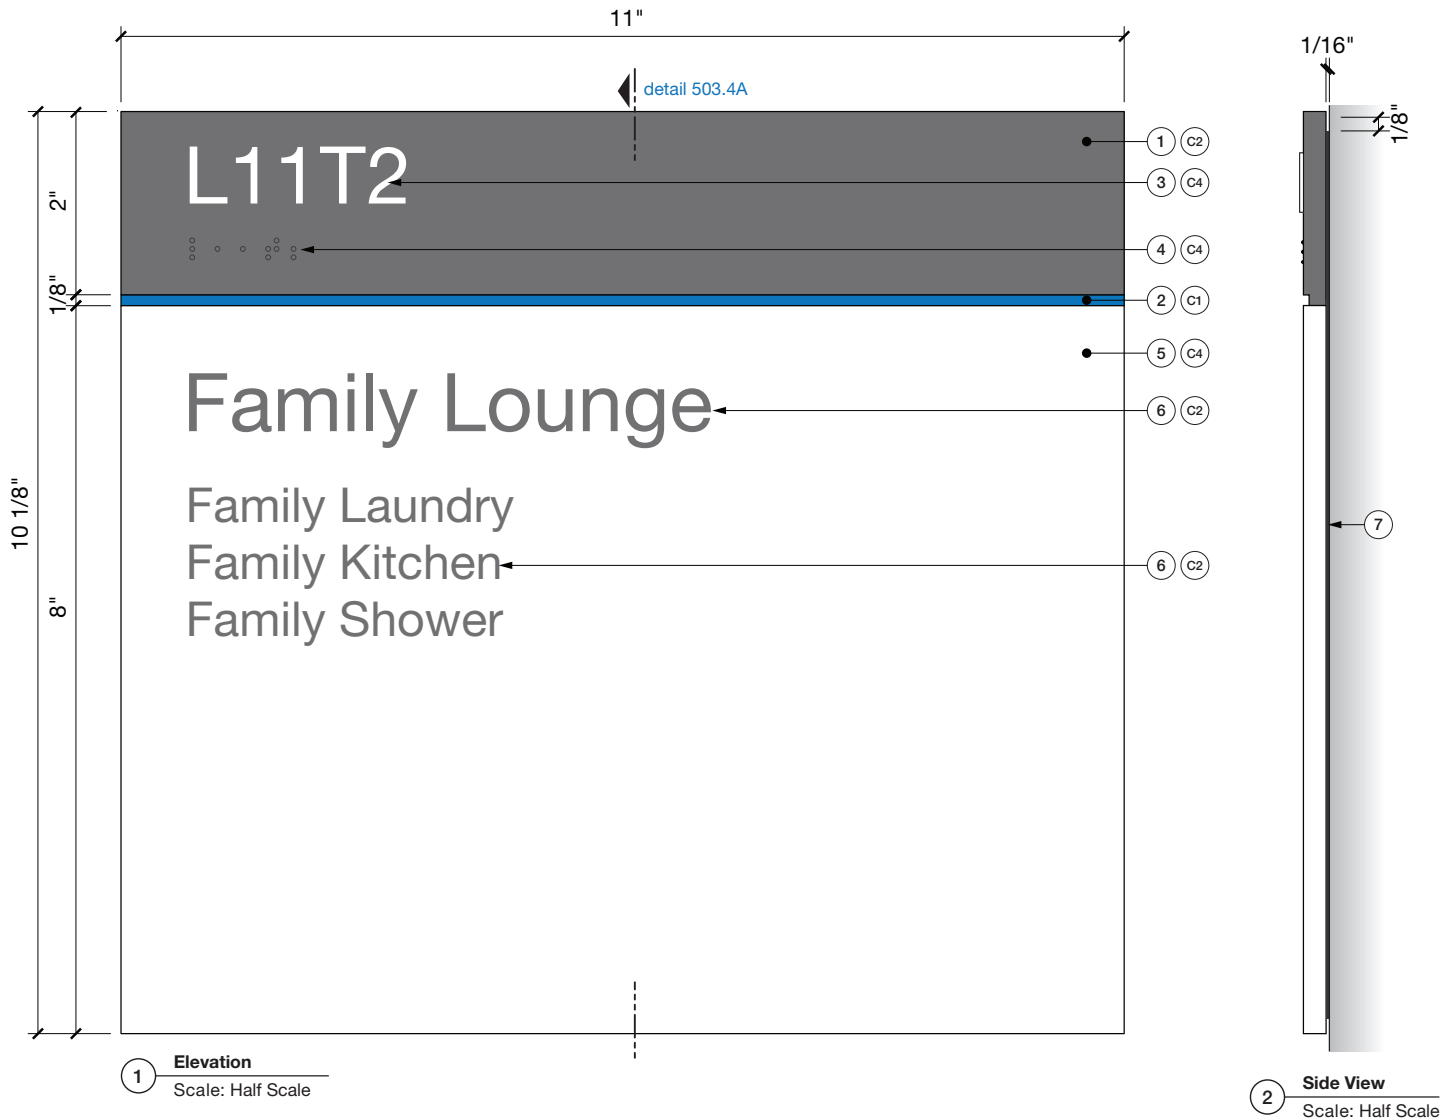 11"
1/16"
detail 503.4A
1/8"
L11T2
1 C2
3 C4
2"
4 C4
1/8"
2 C1
5 C4
Family Lounge
6 C2
Family Laundry
10 1/8"
7
Family Kitchen
6 C2
8"
Family Shower
1
Elevation
Scale: Half Scale
2
Side View
Scale: Half Scale